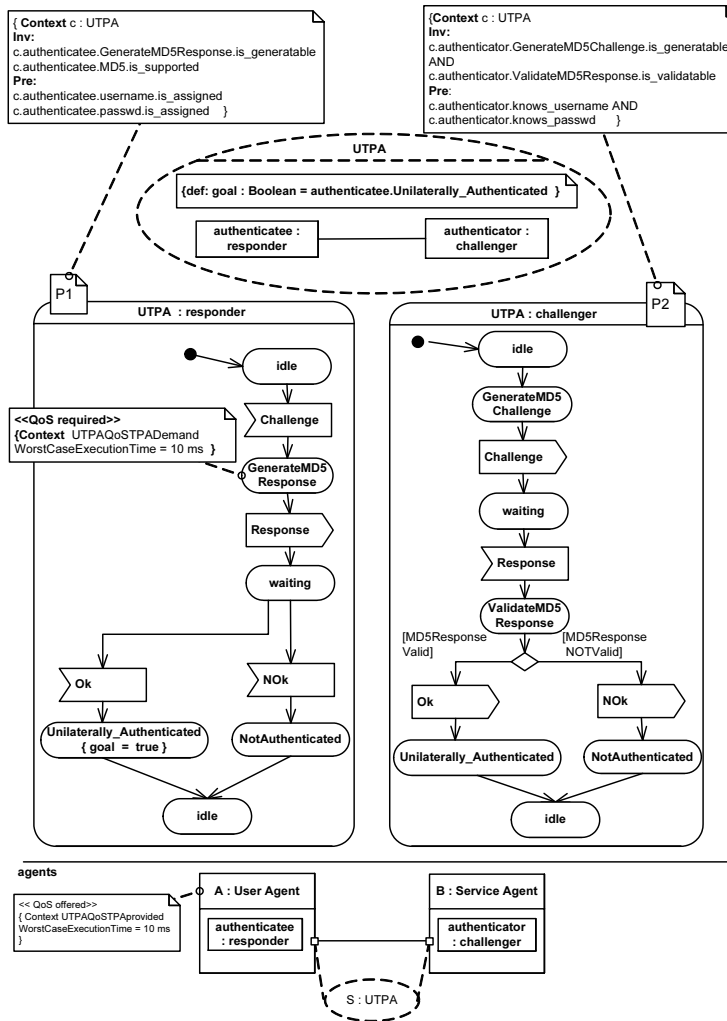 { Context c : UTPA
Inv:
c.authenticatee.GenerateMD5Response.is_generatable
c.authenticatee.MD5.is_supported
Pre:
c.authenticatee.username.is_assigned
c.authenticatee.passwd.is_assigned }
{Context c : UTPA
Inv:
c.authenticator.GenerateMD5Challenge.is_generatable
AND
c.authenticator.ValidateMD5Response.is_validatable
Pre:
c.authenticator.knows_username AND
c.authenticator.knows_passwd }
UTPA
{def: goal : Boolean = authenticatee.Unilaterally_Authenticated }
authenticatee :
responder
authenticator :
challenger
P1
UTPA : responder
idle
Challenge
<<QoS required>>
{Context UTPAQoSTPADemand
WorstCaseExecutionTime = 10 ms }
GenerateMD5
Response
Response
waiting
Ok
NOk
Unilaterally_Authenticated
{ goal = true }
NotAuthenticated
idle
P2
UTPA : challenger
idle
GenerateMD5
Challenge
Challenge
waiting
Response
ValidateMD5
Response
[MD5Response
Valid]
[MD5Response
NOTValid]
Ok
NOk
Unilaterally_Authenticated
NotAuthenticated
idle
agents
<< QoS offered>>
{ Context UTPAQoSTPAprovided
WorstCaseExecutionTime = 10 ms
}
A : User Agent
authenticatee
: responder
B : Service Agent
authenticator
: challenger
S : UTPA